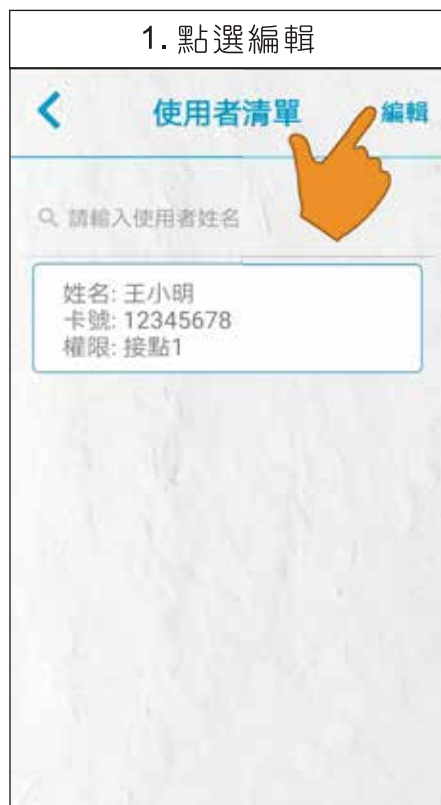 1. 點選編輯
使用者清單
編輯
請輸入使用者姓名
姓名: 王小明
卡號: 12345678
權限: 接點1